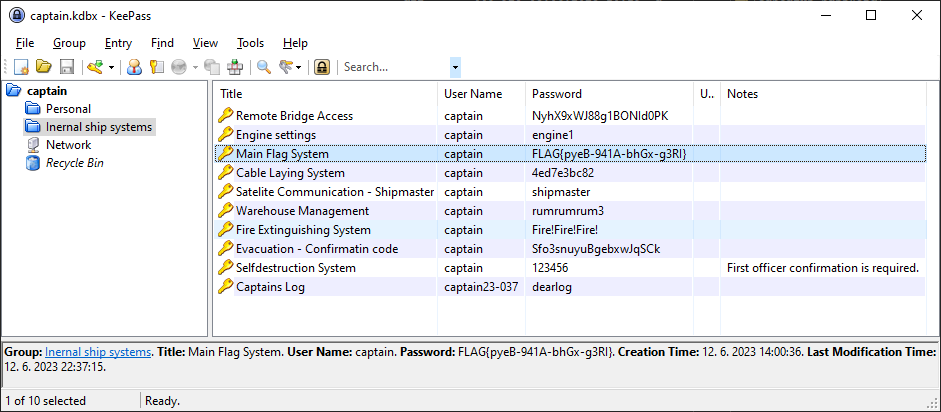 captain.kdbx - KeePass
File Group Entry Find View Tools Help
Search...
captain
Personal
Inernal ship systems
Network
Recycle Bin
Title User Name Password U.. Notes
Remote Bridge Access captain NyhX9xWJ88g1BONId0PK
Engine settings captain engine1
Main Flag System captain FLAG{pyeB-941A-bhGx-g3RI}
Cable Laying System captain 4ed7e3bc82
Satelite Communication - Shipmaster captain shipmaster
Warehouse Management captain rumrumrum3
Fire Extinguishing System captain Fire!Fire!Fire!
Evacuation - Confirmatin code captain Sfo3snuyuBgebxwJqSCk
Selfdestruction System captain 123456 First officer confirmation is required.
Captains Log captain23-037 dearlog
Group: Inernal ship systems. Title: Main Flag System. User Name: captain. Password: FLAG{pyeB-941A-bhGx-g3RI}. Creation Time: 12. 6. 2023 14:00:36. Last Modification Time:
12. 6. 2023 22:37:15.
1 of 10 selected Ready.